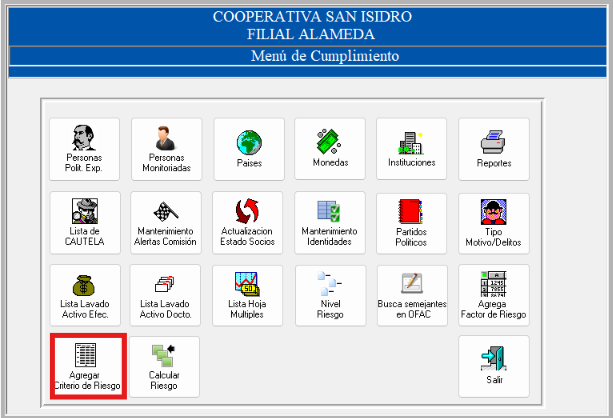 COOPERATIVA SAN ISIDRO
FILIAL ALAMEDA
Menú de Cumplimiento
Personas
Polit. Exp.
Personas
Monitoriadas
Paises
Monedas
Instituciones
Reportes
Lista de
CAUTELA
Mantenimiento
Alertas Comisión
Actualizacion
Estado Socios
Mantenimiento
Identidades
Partidos
Politicos
Tipo
Motivo/Delitos
Lista Lavado
Activo Efec.
Lista Lavado
Activo Docto.
Lista Hoja
Multiples
Nivel
Riesgo
Busca semejantes
en OFAC
Agrega
Factor de Riesgo
Agregar
Criterio de Riesgo
Calcular
Riesgo
Salir